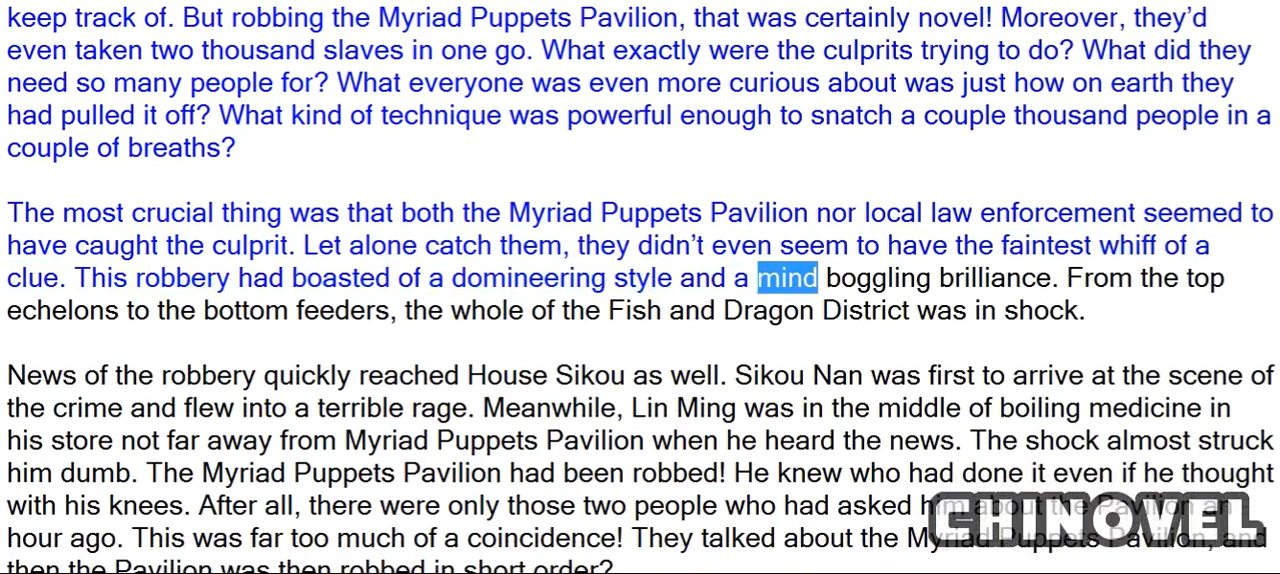 keep track of. But robbing the Myriad Puppets Pavilion, that was certainly novel! Moreover, they’d
even taken two thousand slaves in one go. What exactly were the culprits trying to do? What did they
need so many people for? What everyone was even more curious about was just how on earth they
had pulled it off? What kind of technique was powerful enough to snatch a couple thousand people in a
couple of breaths?
The most crucial thing was that both the Myriad Puppets Pavilion nor local law enforcement seemed to
have caught the culprit. Let alone catch them, they didn’t even seem to have the faintest whiff of a
clue. This robbery had boasted of a domineering style and a mind boggling brilliance. From the top
echelons to the bottom feeders, the whole of the Fish and Dragon District was in shock.
News of the robbery quickly reached House Sikou as well. Sikou Nan was first to arrive at the scene of
the crime and flew into a terrible rage. Meanwhile, Lin Ming was in the middle of boiling medicine in
his store not far away from Myriad Puppets Pavilion when he heard the news. The shock almost struck
him dumb. The Myriad Puppets Pavilion had been robbed! He knew who had done it even if he thought
with his knees. After all, there were only those two people who had asked him about the Pavilion an
hour ago. This was far too much of a coincidence! They talked about the Myriad Puppets Pavilion, and
then the Pavilion was then robbed in short order?
CHINOVEL